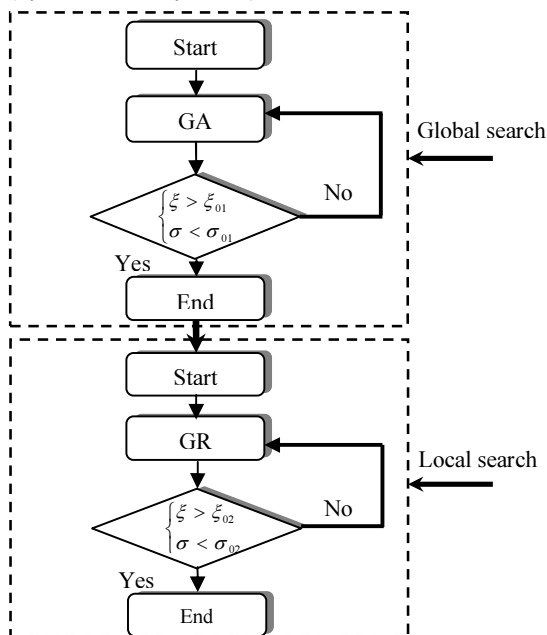 Start
GA
Global search
ξ > ξ₀₁
No
σ < σ₀₁
Yes
End
Start
GR
Local search
ξ > ξ₀₂
No
σ < σ₀₂
Yes
End